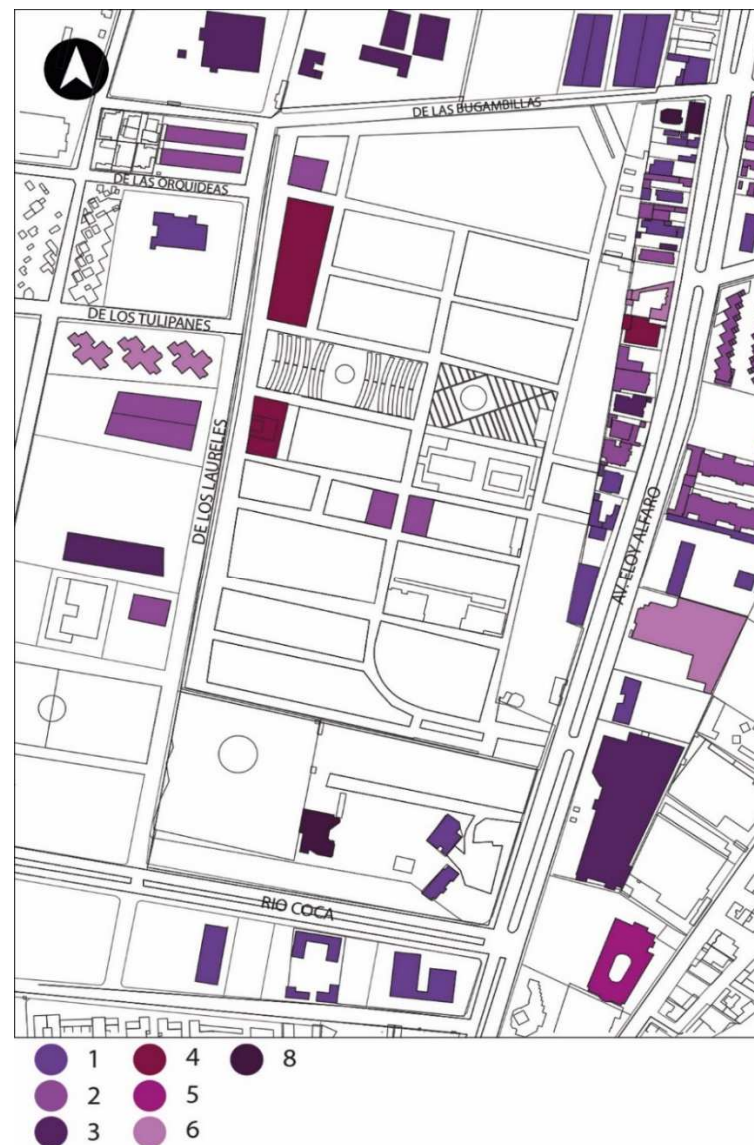 DE LAS BUGAMBILLAS
DE LAS ORQUIDEAS
DE LOS TULIPANES
DE LOS LAURELES
AV. ELOY ALFARO
RIO COCA
1 4 8
2 5
3 6